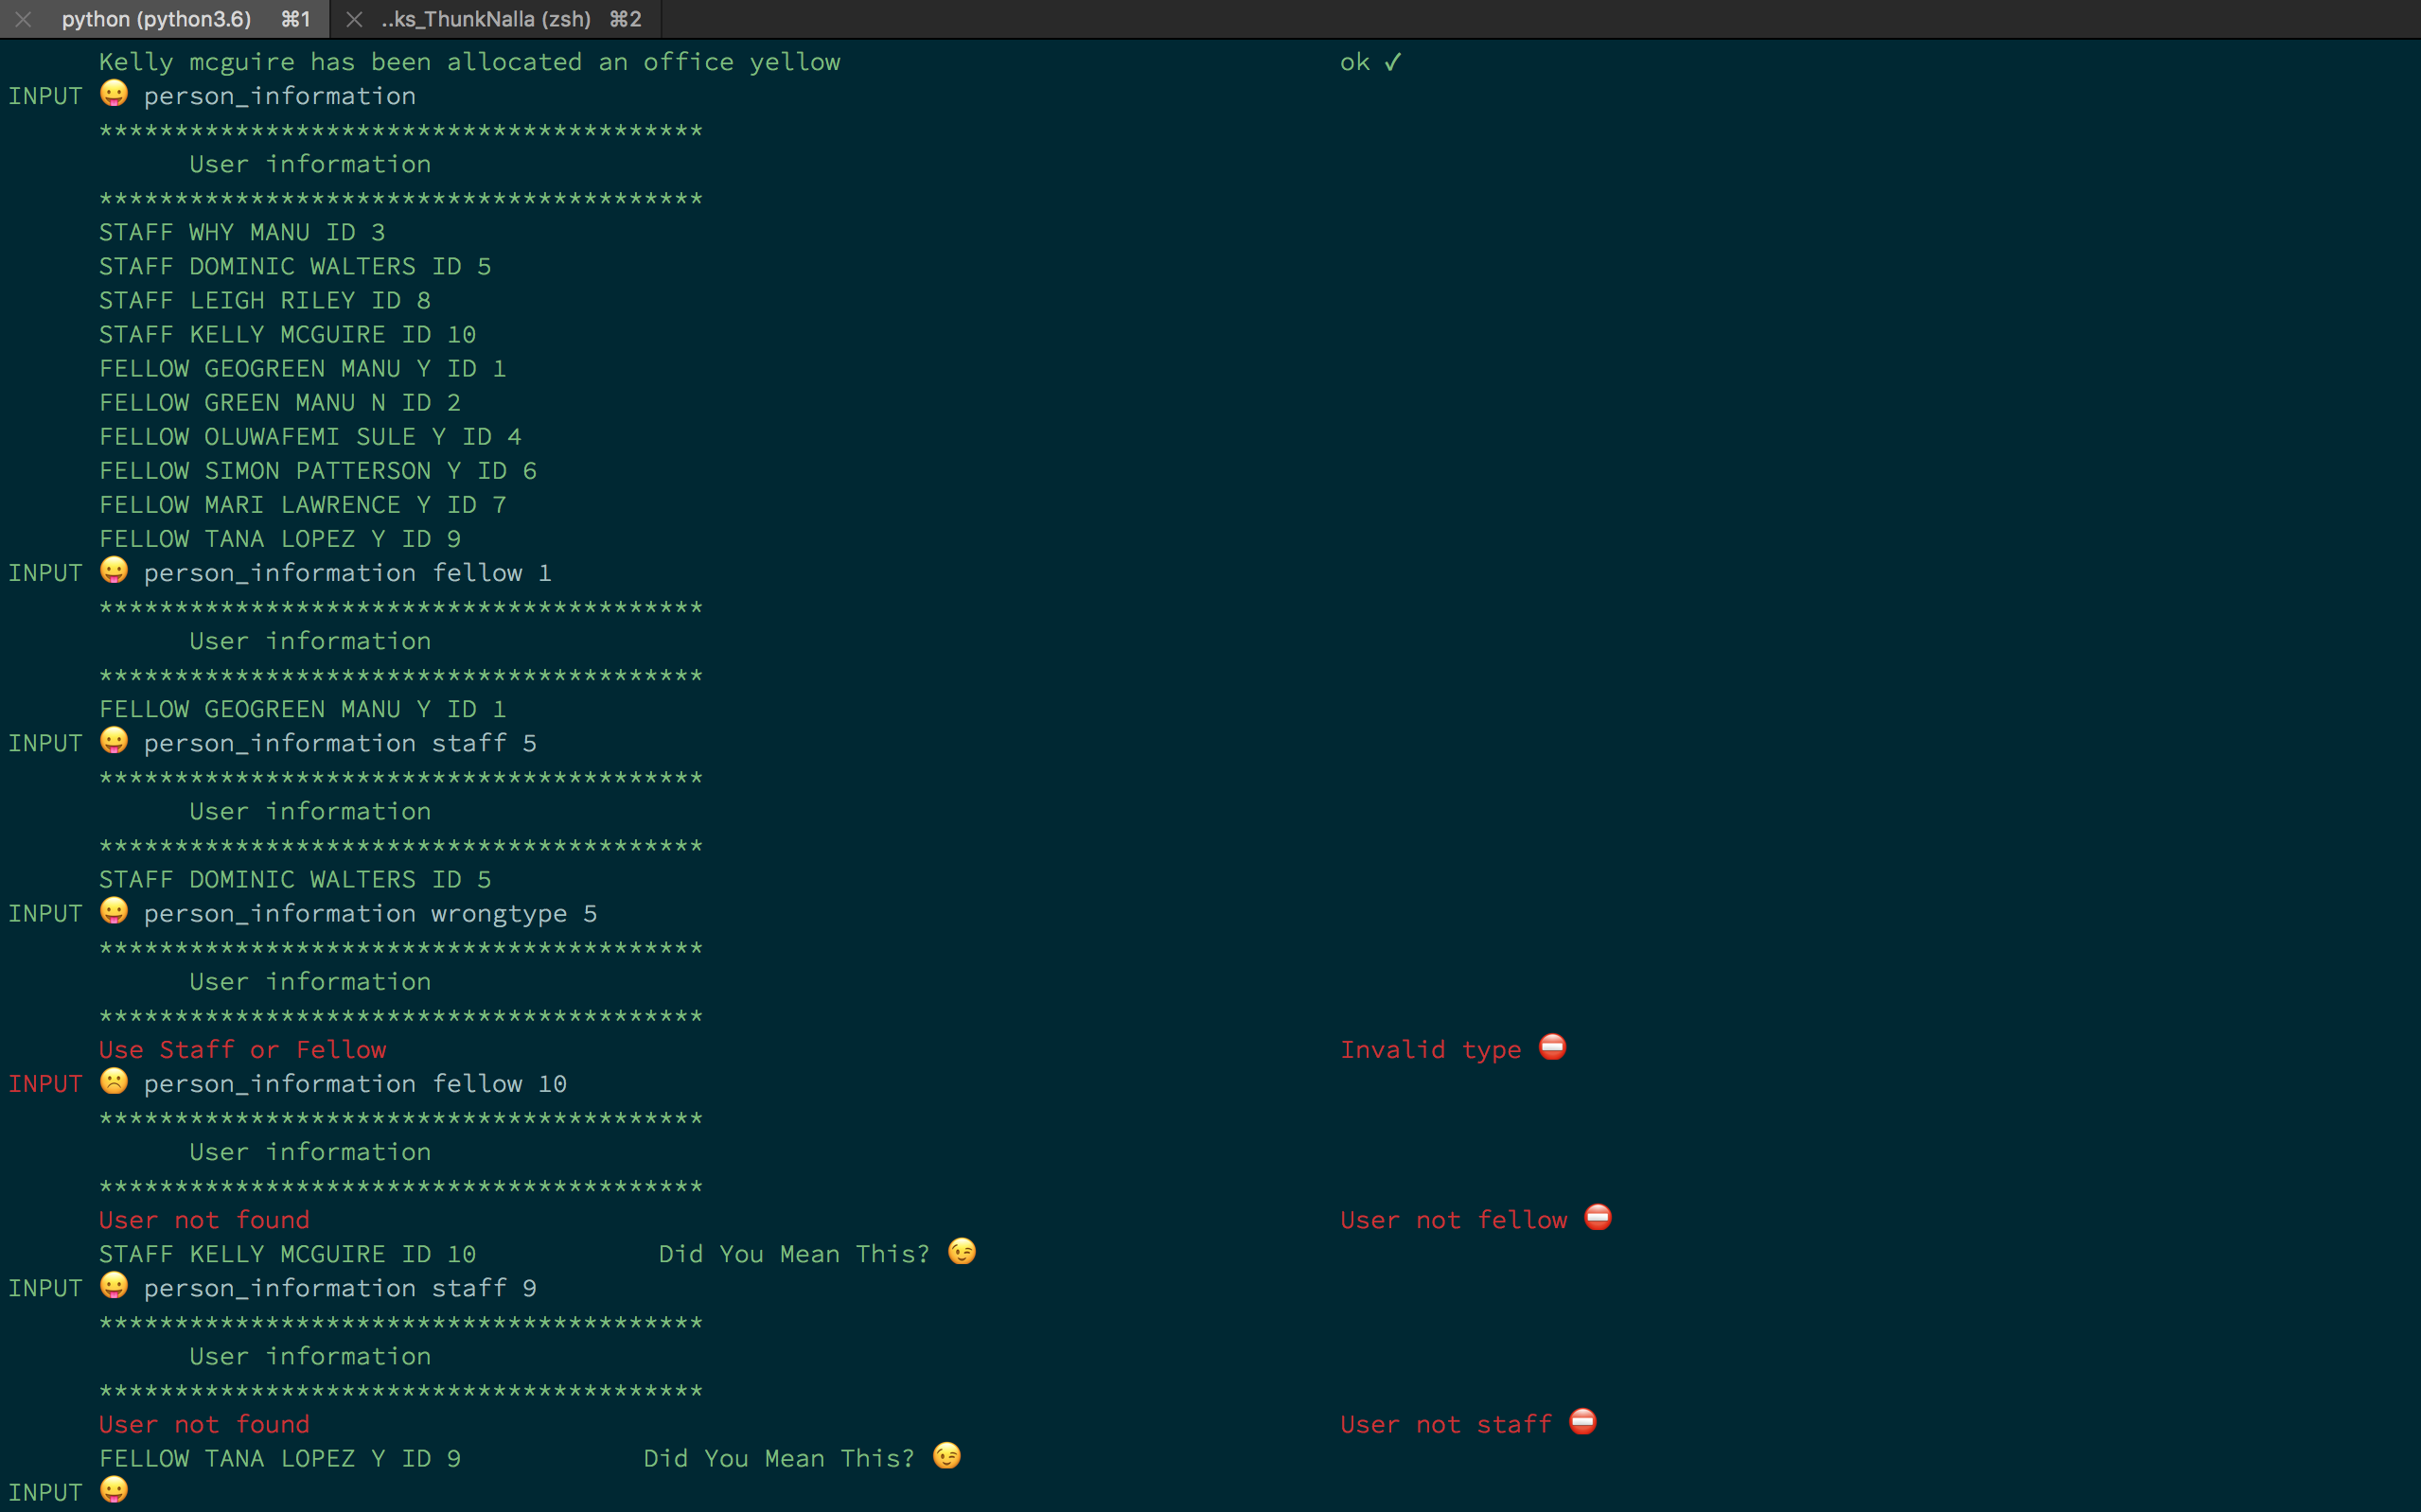 python (python3.6) ⌘1 ..ks_ThunkNalla (zsh) ⌘2
Kelly mcguire has been allocated an office yellow ok ✓
INPUT 😛 person_information
****************************************
User information
****************************************
STAFF WHY MANU ID 3
STAFF DOMINIC WALTERS ID 5
STAFF LEIGH RILEY ID 8
STAFF KELLY MCGUIRE ID 10
FELLOW GEOGREEN MANU Y ID 1
FELLOW GREEN MANU N ID 2
FELLOW OLUWAFEMI SULE Y ID 4
FELLOW SIMON PATTERSON Y ID 6
FELLOW MARI LAWRENCE Y ID 7
FELLOW TANA LOPEZ Y ID 9
INPUT 😛 person_information fellow 1
****************************************
User information
****************************************
FELLOW GEOGREEN MANU Y ID 1
INPUT 😛 person_information staff 5
****************************************
User information
****************************************
STAFF DOMINIC WALTERS ID 5
INPUT 😛 person_information wrongtype 5
****************************************
User information
****************************************
Use Staff or Fellow Invalid type ⛔
INPUT ☹️ person_information fellow 10
****************************************
User information
****************************************
User not found User not fellow ⛔
STAFF KELLY MCGUIRE ID 10 Did You Mean This? 😉
INPUT 😛 person_information staff 9
****************************************
User information
****************************************
User not found User not staff ⛔
FELLOW TANA LOPEZ Y ID 9 Did You Mean This? 😉
INPUT 😛